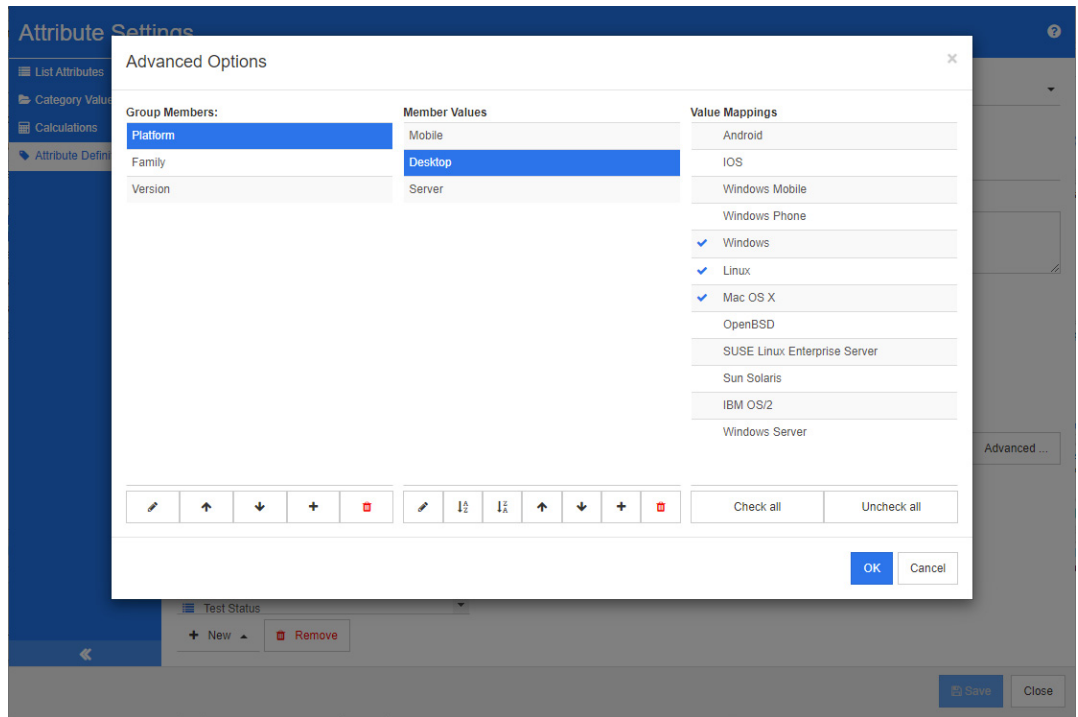 Attribute Settings
List Attributes
Category Value
Calculations
Attribute Defini
Advanced Options
Group Members:
Platform
Family
Version
Member Values
Mobile
Desktop
Server
Value Mappings
Android
IOS
Windows Mobile
Windows Phone
Windows
Linux
Mac OS X
OpenBSD
SUSE Linux Enterprise Server
Sun Solaris
IBM OS/2
Windows Server
Check all
Uncheck all
OK
Cancel
Advanced ...
Test Status
New
Remove
Save
Close